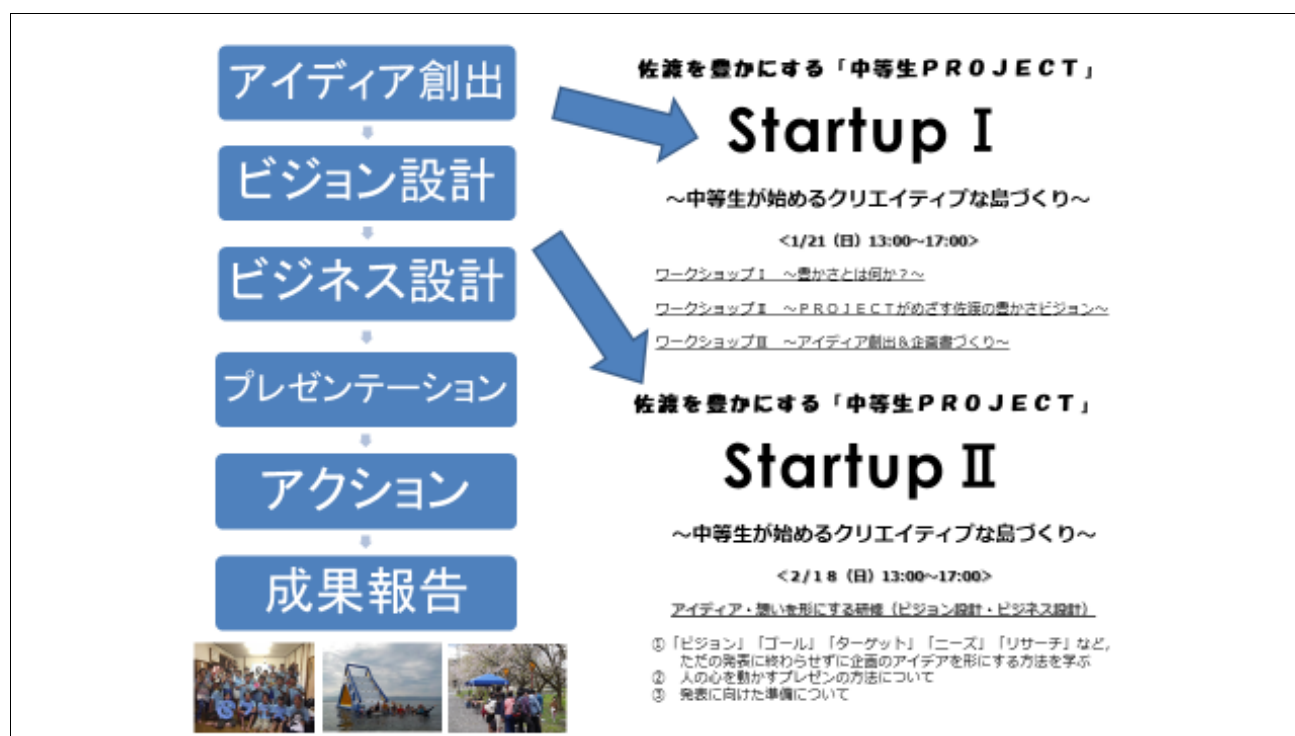 アイディア創出
ビジョン設計
ビジネス設計
プレゼンテーション
アクション
成果報告
佐渡を豊かにする「中等生PROJECT」
Startup Ⅰ
～中等生が始めるクリエイティブな島づくり～
<1/21（日）13:00～17:00>
ワークショップⅠ　～豊かさとは何か？～
ワークショップⅡ　～PROJECTがめざす佐渡の豊かさビジョン～
ワークショップⅢ　～アイディア創出＆企画書づくり～
佐渡を豊かにする「中等生PROJECT」
Startup Ⅱ
～中等生が始めるクリエイティブな島づくり～
<2/18（日）13:00～17:00>
アイディア・想いを形にする研修（ビジョン設計・ビジネス設計）
①「ビジョン」「ゴール」「ターゲット」「ニーズ」「リサーチ」など，
ただの発表に終わらせずに企画のアイデアを形にする方法を学ぶ
②　人の心を動かすプレゼンの方法について
③　発表に向けた準備について